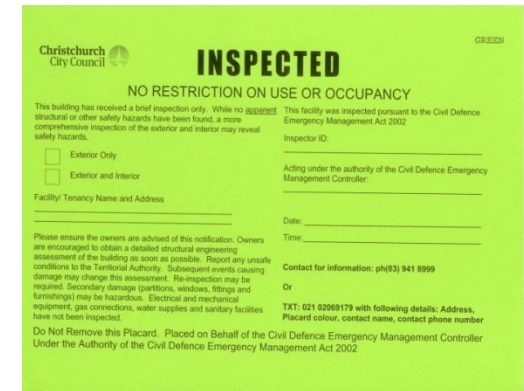 GREEN
Christchurch
City Council
INSPECTED
NO RESTRICTION ON USE OR OCCUPANCY
This building has received a brief inspection only. While no apparent
structural or other safety hazards have been found, a more
comprehensive inspection of the exterior and interior may reveal
safety hazards.
Exterior Only
Exterior and Interior
Facility/ Tenancy Name and Address
Please ensure the owners are advised of this notification. Owners
are encouraged to obtain a detailed structural engineering
assessment of the building as soon as possible. Report any unsafe
conditions to the Territorial Authority. Subsequent events causing
damage may change this assessment. Re-inspection may be
required. Secondary damage (partitions, windows, fittings and
furnishings) may be hazardous. Electrical and mechanical
equipment, gas connections, water supplies and sanitary facilities
have not been inspected.
This facility was inspected pursuant to the Civil Defence
Emergency Management Act 2002
Inspector ID:
Acting under the authority of the Civil Defence Emergency
Management Controller:
Date:
Time:
Contact for information: ph(03) 941 8999
Or
TXT: 021 02069179 with following details: Address,
Placard colour, contact name, contact phone number
Do Not Remove this Placard. Placed on Behalf of the Civil Defence Emergency Management Controller
Under the Authority of the Civil Defence Emergency Management Act 2002